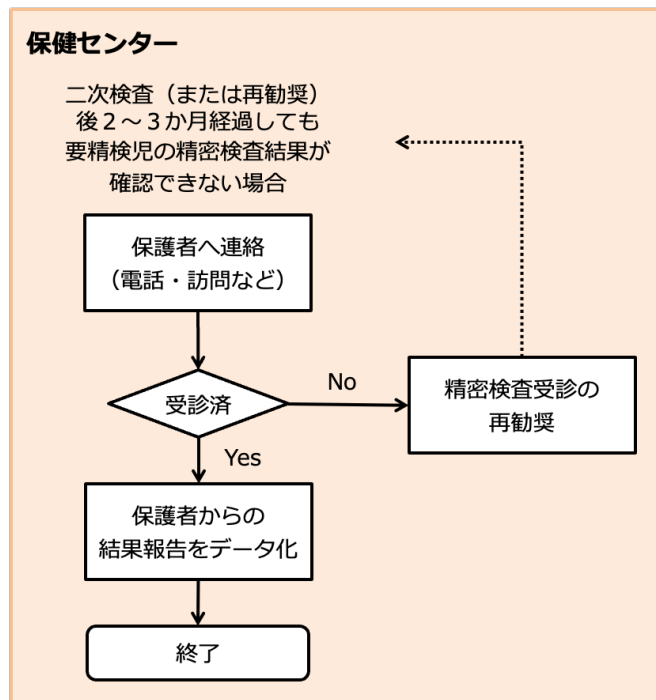 保健センター
二次検査（または再勧奨）
後２～３か月経過しても
要精検児の精密検査結果が
確認できない場合
保護者へ連絡
（電話・訪問など）
受診済
No
精密検査受診の
再勧奨
Yes
保護者からの
結果報告をデータ化
終了